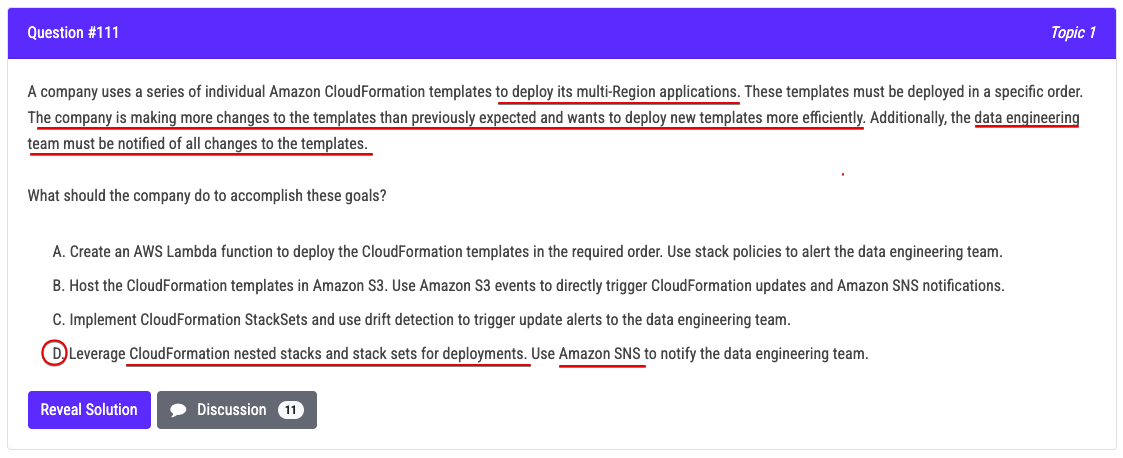 Question #111
Topic 1
A company uses a series of individual Amazon CloudFormation templates to deploy its multi-Region applications. These templates must be deployed in a specific order.
The company is making more changes to the templates than previously expected and wants to deploy new templates more efficiently. Additionally, the data engineering
team must be notified of all changes to the templates.
What should the company do to accomplish these goals?
A. Create an AWS Lambda function to deploy the CloudFormation templates in the required order. Use stack policies to alert the data engineering team.
B. Host the CloudFormation templates in Amazon S3. Use Amazon S3 events to directly trigger CloudFormation updates and Amazon SNS notifications.
C. Implement CloudFormation StackSets and use drift detection to trigger update alerts to the data engineering team.
D. Leverage CloudFormation nested stacks and stack sets for deployments. Use Amazon SNS to notify the data engineering team.
Reveal Solution
Discussion 11